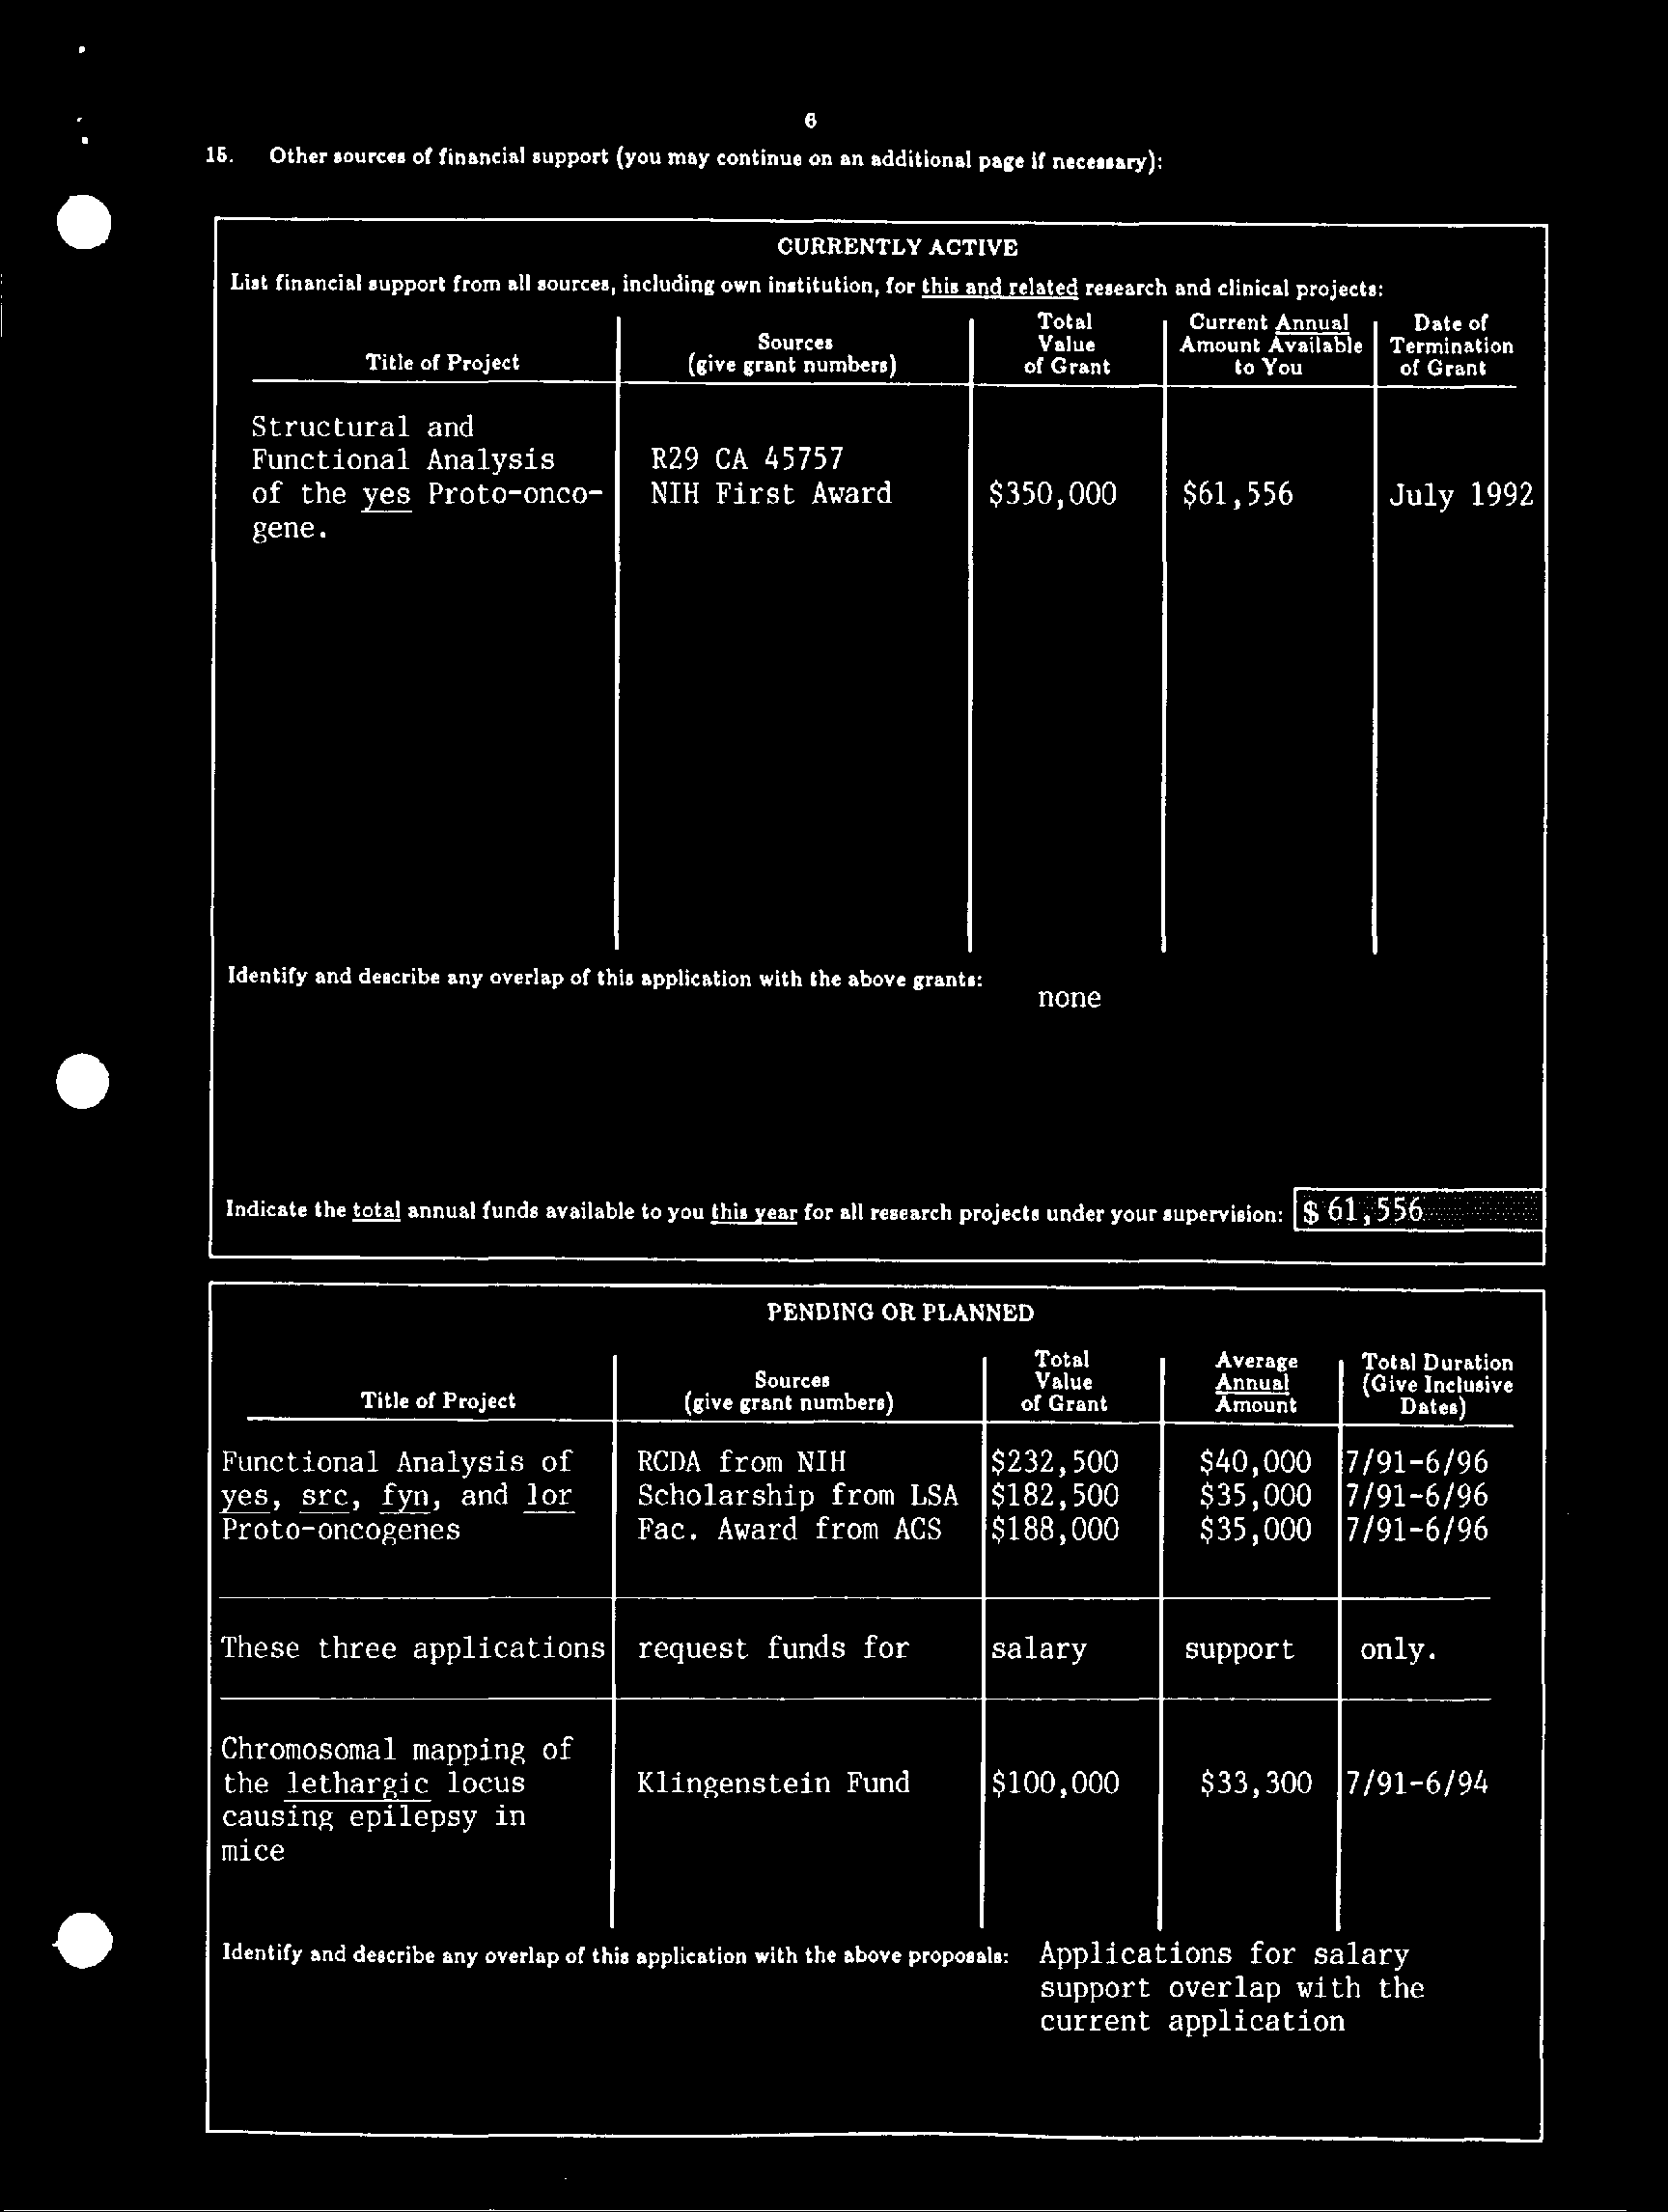 6
15. Other sources of financial support (you may continue on an additional page if necessary):
CURRENTLY ACTIVE
List financial support from all sources, including own institution, for this and related research and clinical projects:
Title of Project
Sources
(give grant numbers)
Total
Value
of Grant
Current Annual
Amount Available
to You
Date of
Termination
of Grant
Structural and
Functional Analysis R29 CA 45757
of the yes Proto-onco- NIH First Award $350,000 $61,556 July 1992
gene.
Identify and describe any overlap of this application with the above grants:
none
Indicate the total annual funds available to you this year for all research projects under your supervision: $ 61,556
PENDING OR PLANNED
Title of Project
Sources
(give grant numbers)
Total
Value
of Grant
Average
Annual
Amount
Total Duration
(Give Inclusive
Dates)
Functional Analysis of RCDA from NIH $232,500 $40,000 7/91-6/96
yes, src, fyn, and lor Scholarship from LSA $182,500 $35,000 7/91-6/96
Proto-oncogenes Fac. Award from ACS $188,000 $35,000 7/91-6/96
These three applications request funds for salary support only.
Chromosomal mapping of
the lethargic locus Klingenstein Fund $100,000 $33,300 7/91-6/94
causing epilepsy in
mice
Identify and describe any overlap of this application with the above proposals: Applications for salary
support overlap with the
current application